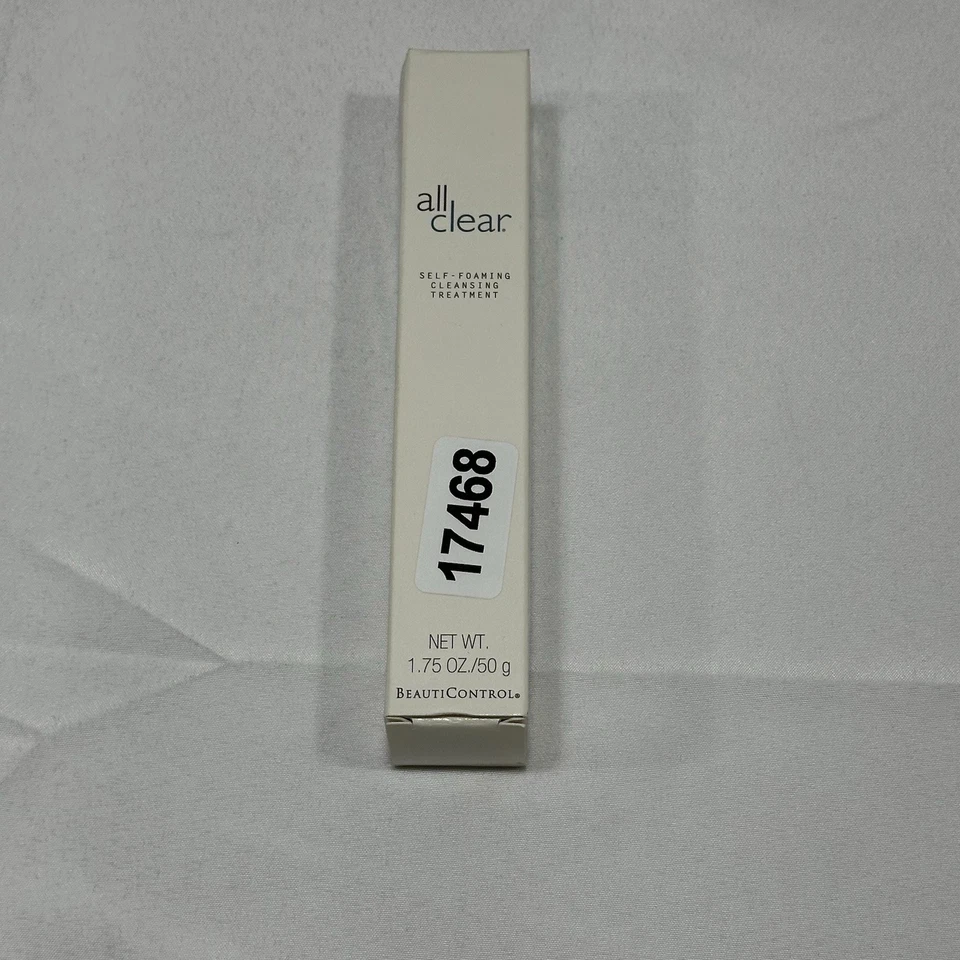 all
clear®
SELF-FOAMING
CLEANSING
TREATMENT
17468
NET WT.
1.75 OZ./50 g
BEAUTICONTROL®